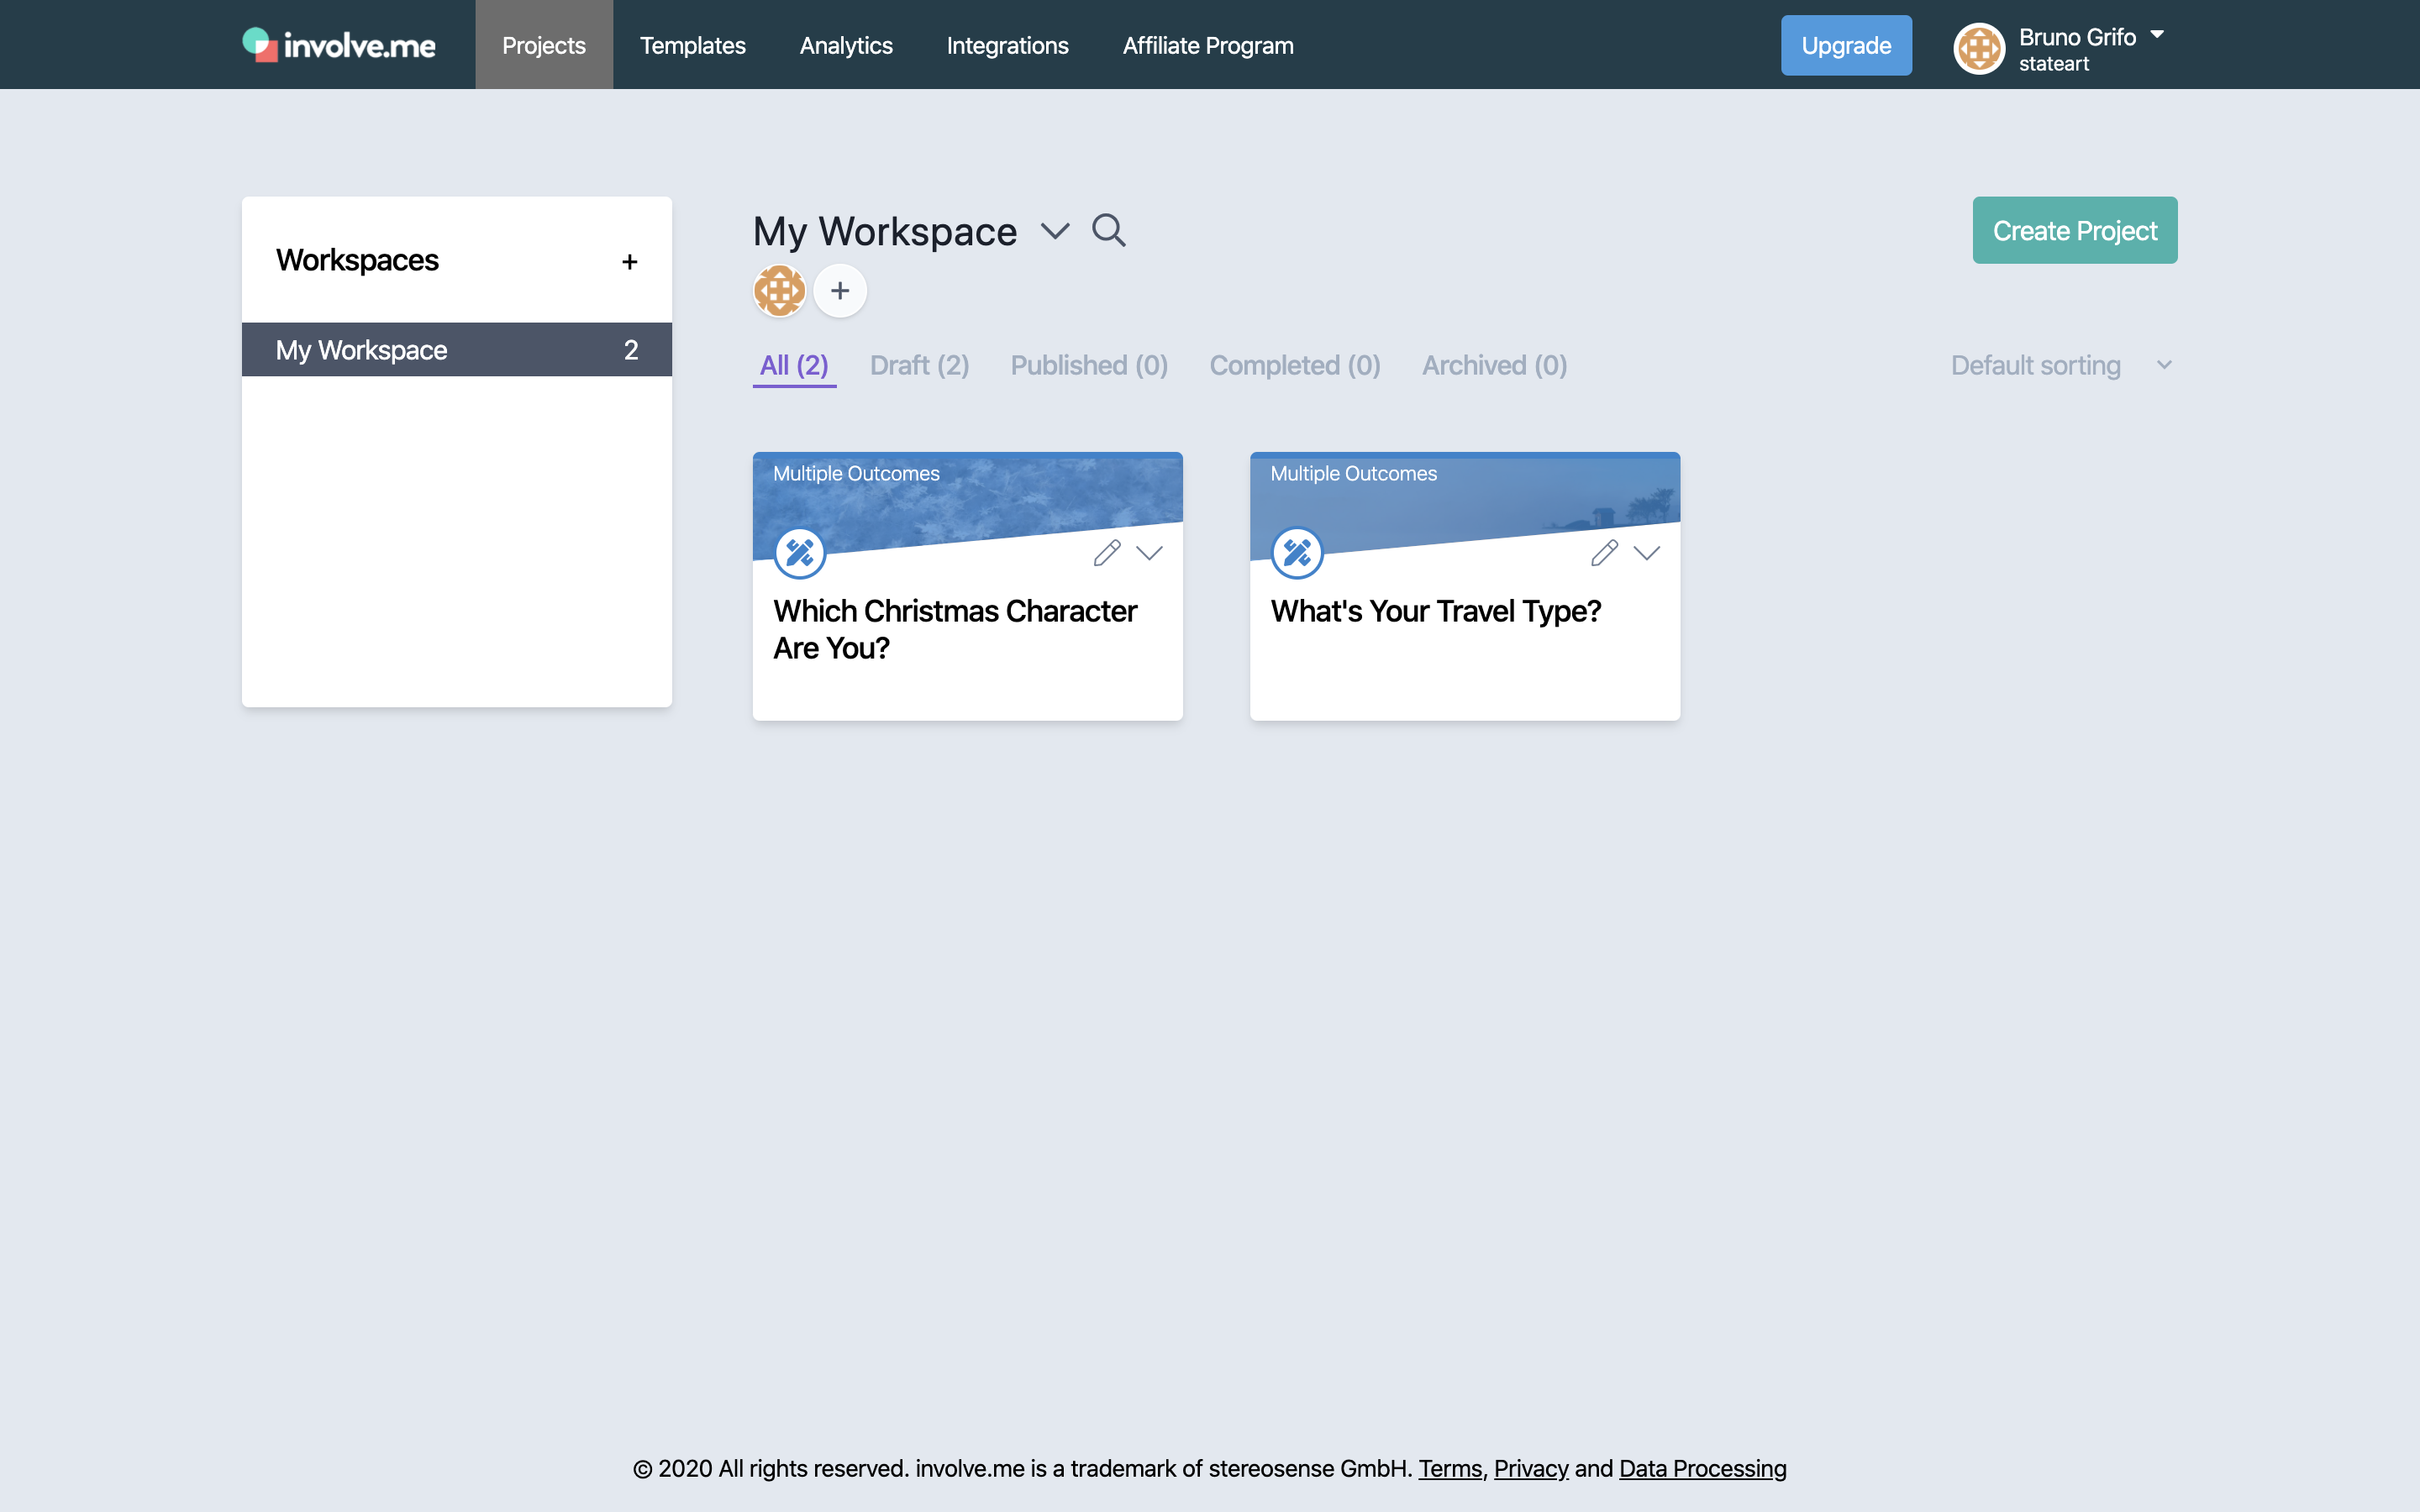 involve.me
Projects
Templates
Analytics
Integrations
Affiliate Program
Upgrade
Bruno Grifo
stateart
Workspaces
+
My Workspace 2
My Workspace
+
Create Project
All (2)
Draft (2)
Published (0)
Completed (0)
Archived (0)
Default sorting
Multiple Outcomes
Which Christmas Character
Are You?
Multiple Outcomes
What's Your Travel Type?
© 2020 All rights reserved. involve.me is a trademark of stereosense GmbH. Terms, Privacy and Data Processing